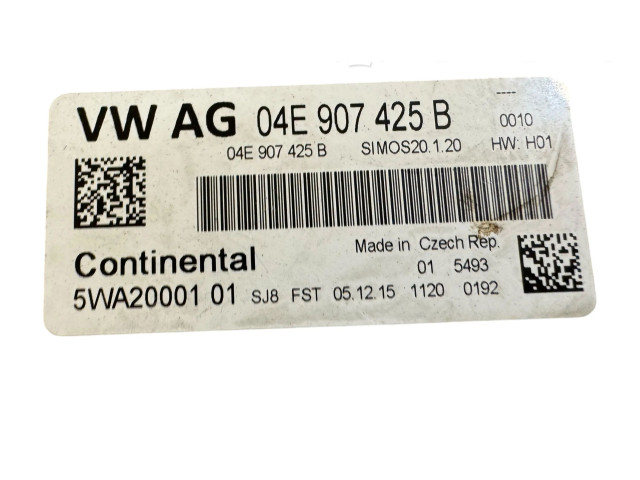 VW AG 04E 907 425 B ----
04E 907 425 B SIMOS20.1.20 0010
HW: H01
Continental Made in Czech Rep.
01 5493
5WA20001 01 SJ8 FST 05.12.15 1120 0192